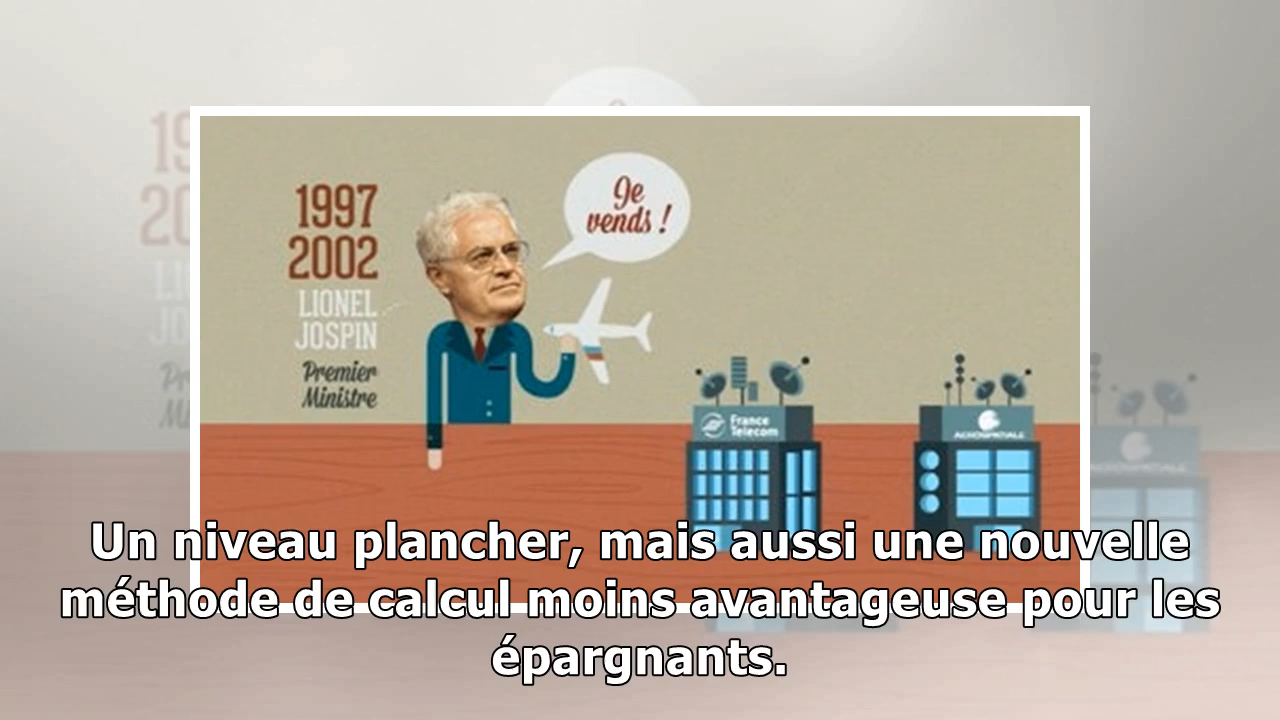 1997
2002
LIONEL
JOSPIN
Premier
Ministre
Je
vends !
France
Telecom
AEROSPATIALE
Un niveau plancher, mais aussi une nouvelle
méthode de calcul moins avantageuse pour les
épargnants.